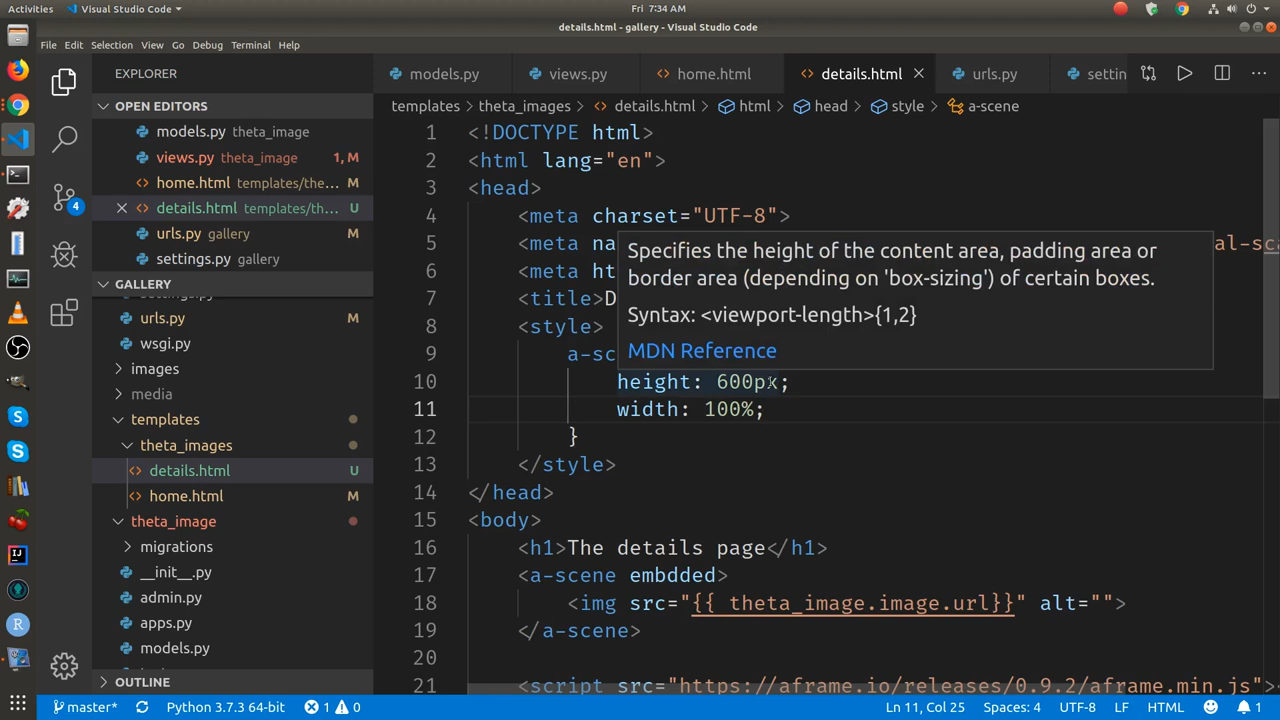 Activities
Visual Studio Code
Fri 7:34 AM
details.html - gallery - Visual Studio Code
File Edit Selection View Go Debug Terminal Help
EXPLORER
OPEN EDITORS
models.py theta_image
views.py theta_image 1, M
home.html templates/the... M
details.html templates/th... U
urls.py gallery
settings.py gallery
4
GALLERY
urls.py
wsgi.py
images
media
templates
theta_images
details.html U
home.html M
theta_image
migrations
__init__.py
admin.py
apps.py
models.py
OUTLINE
models.py
views.py
home.html
details.html
urls.py
settin
templates > theta_images > details.html > html > head > style > a-scene
1 <!DOCTYPE html>
2 <html lang="en">
3 <head>
4 <meta charset="UTF-8">
5 <meta na al-sca
6 <meta ht
7 <title>D
8 <style>
9 a-sc
10 height: 600px;
11 width: 100%;
12 }
13 </style>
14 </head>
15 <body>
16 <h1>The details page</h1>
17 <a-scene embdded>
18 <img src="{{ theta_image.image.url}}" alt="">
19 </a-scene>
20
21 <script src="https://aframe.io/releases/0.9.2/aframe.min.js">
Specifies the height of the content area, padding area or
border area (depending on 'box-sizing') of certain boxes.
Syntax: <viewport-length>{1,2}
MDN Reference
master*
Python 3.7.3 64-bit
1
0
Ln 11, Col 25
Spaces: 4
UTF-8
LF
HTML
1